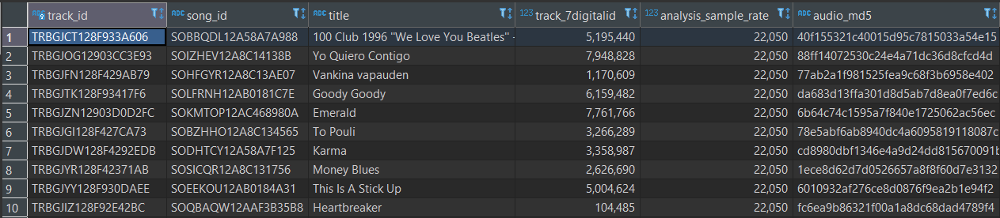 track_id ABC song_id ABC title 123 track_7digitalid 123 analysis_sample_rate ABC audio_md5
1 TRBGJCT128F933A606 SOBBQDL12A58A7A988 100 Club 1996 "We Love You Beatles" - 5,195,440 22,050 40f155321c40015d95c7815033a54e15
2 TRBGJOG12903CC3E93 SOIZHEV12A8C14138B Yo Quiero Contigo 7,948,828 22,050 88ff14072530c24e4a71dc36d8cfcd4d
3 TRBGJFN128F429AB79 SOHFGYR12A8C13AE07 Vankina vapauden 1,170,609 22,050 77ab2a1f981525fea9c68f3b6958e402
4 TRBGJTK128F93417F6 SOLFRNH12AB0181C7E Goody Goody 6,159,482 22,050 da683d13ffa301d8d5ab7d8ea0f7ed6c
5 TRBGJZN12903D0D2FC SOKMTOP12AC468980A Emerald 7,761,766 22,050 6b64c74c1595a7f840e1725062ac56ec
6 TRBGJGI128F427CA73 SOBZHHO12A8C134565 To Pouli 3,266,289 22,050 78e5abf6ab8940dc4a6095819118087c
7 TRBGJDW128F4292EDB SODHTCY12A58A7F125 Karma 3,358,987 22,050 cd8980dbf1346e4a9d24dd815670091b
8 TRBGJYR128F42371AB SOSICQR12A8C131756 Money Blues 2,626,690 22,050 1ece8d62d7d0526657a8f8f60d7e3132
9 TRBGJYY128F930DAEE SOEEKOU12AB0184A31 This Is A Stick Up 5,004,624 22,050 6010932af276ce8d0876f9ea2b1e94f2
10 TRBGJIZ128F92E42BC SOQBAQW12AAF3B35B8 Heartbreaker 104,485 22,050 fc6ea9b86321f00a1a8dc68dad4789f4